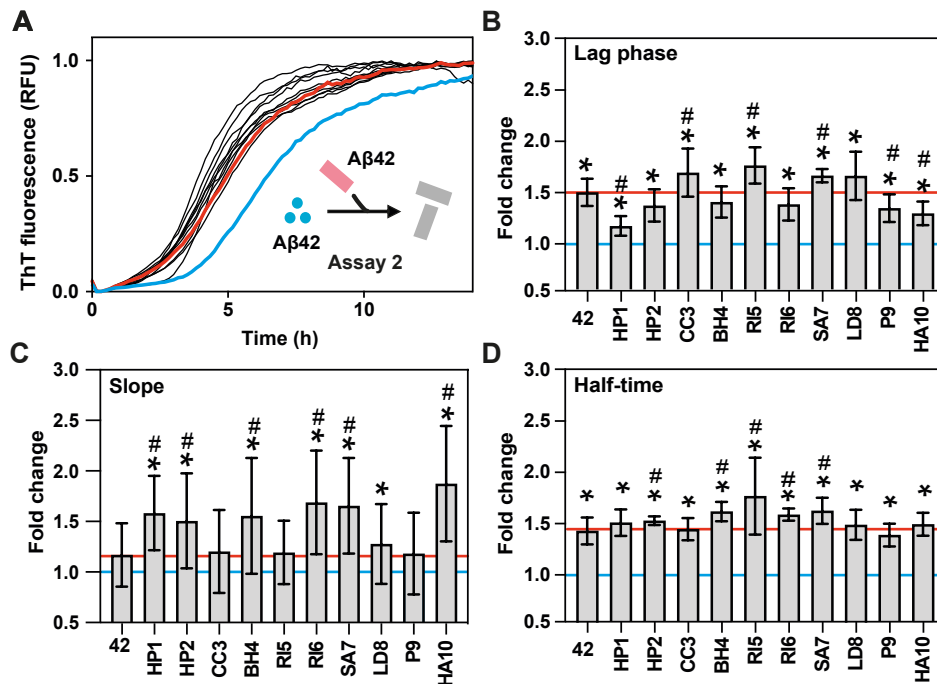 A
ThT fluorescence (RFU)
1.0
0.5
0.0
0
5
10
Time (h)
Aβ42
Aβ42
Assay 2
B
Lag phase
Fold change
3.0
2.5
2.0
1.5
1.0
0.5
* #* * #* * #* * #* * #* #*
42 HP1 HP2 CC3 BH4 RI5 RI6 SA7 LD8 P9 HA10
C
Slope
Fold change
3.0
2.5
2.0
1.5
1.0
0.5
#* #* #* #* #* * #*
42 HP1 HP2 CC3 BH4 RI5 RI6 SA7 LD8 P9 HA10
D
Half-time
Fold change
3.0
2.5
2.0
1.5
1.0
0.5
* * #* * #* #* #* #* * * *
42 HP1 HP2 CC3 BH4 RI5 RI6 SA7 LD8 P9 HA10